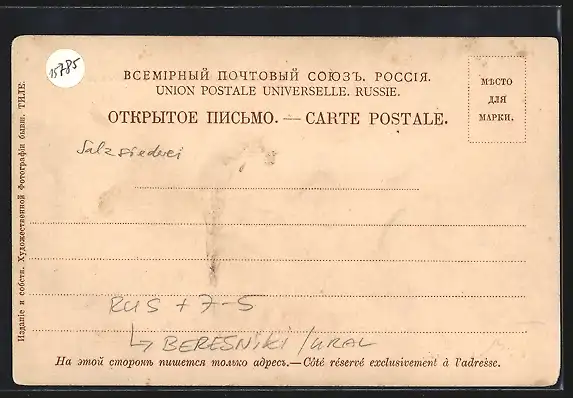 15785
ВСЕМІРНЫЙ ПОЧТОВЫЙ СОЮЗЪ. РОССІЯ.
UNION POSTALE UNIVERSELLE. RUSSIE.
ОТКРЫТОЕ ПИСЬМО. — CARTE POSTALE.
МѢСТО
ДЛЯ
МАРКИ.
Salzsiederei
RUS + 7-5
↳ BERESNIKI / URAL
На этой сторонѣ пишется только адресъ.—Côté réservé exclusivement à l'adresse.
Изданіе и собств. Художественной Фотографіи бывш. ТИЛЕ.